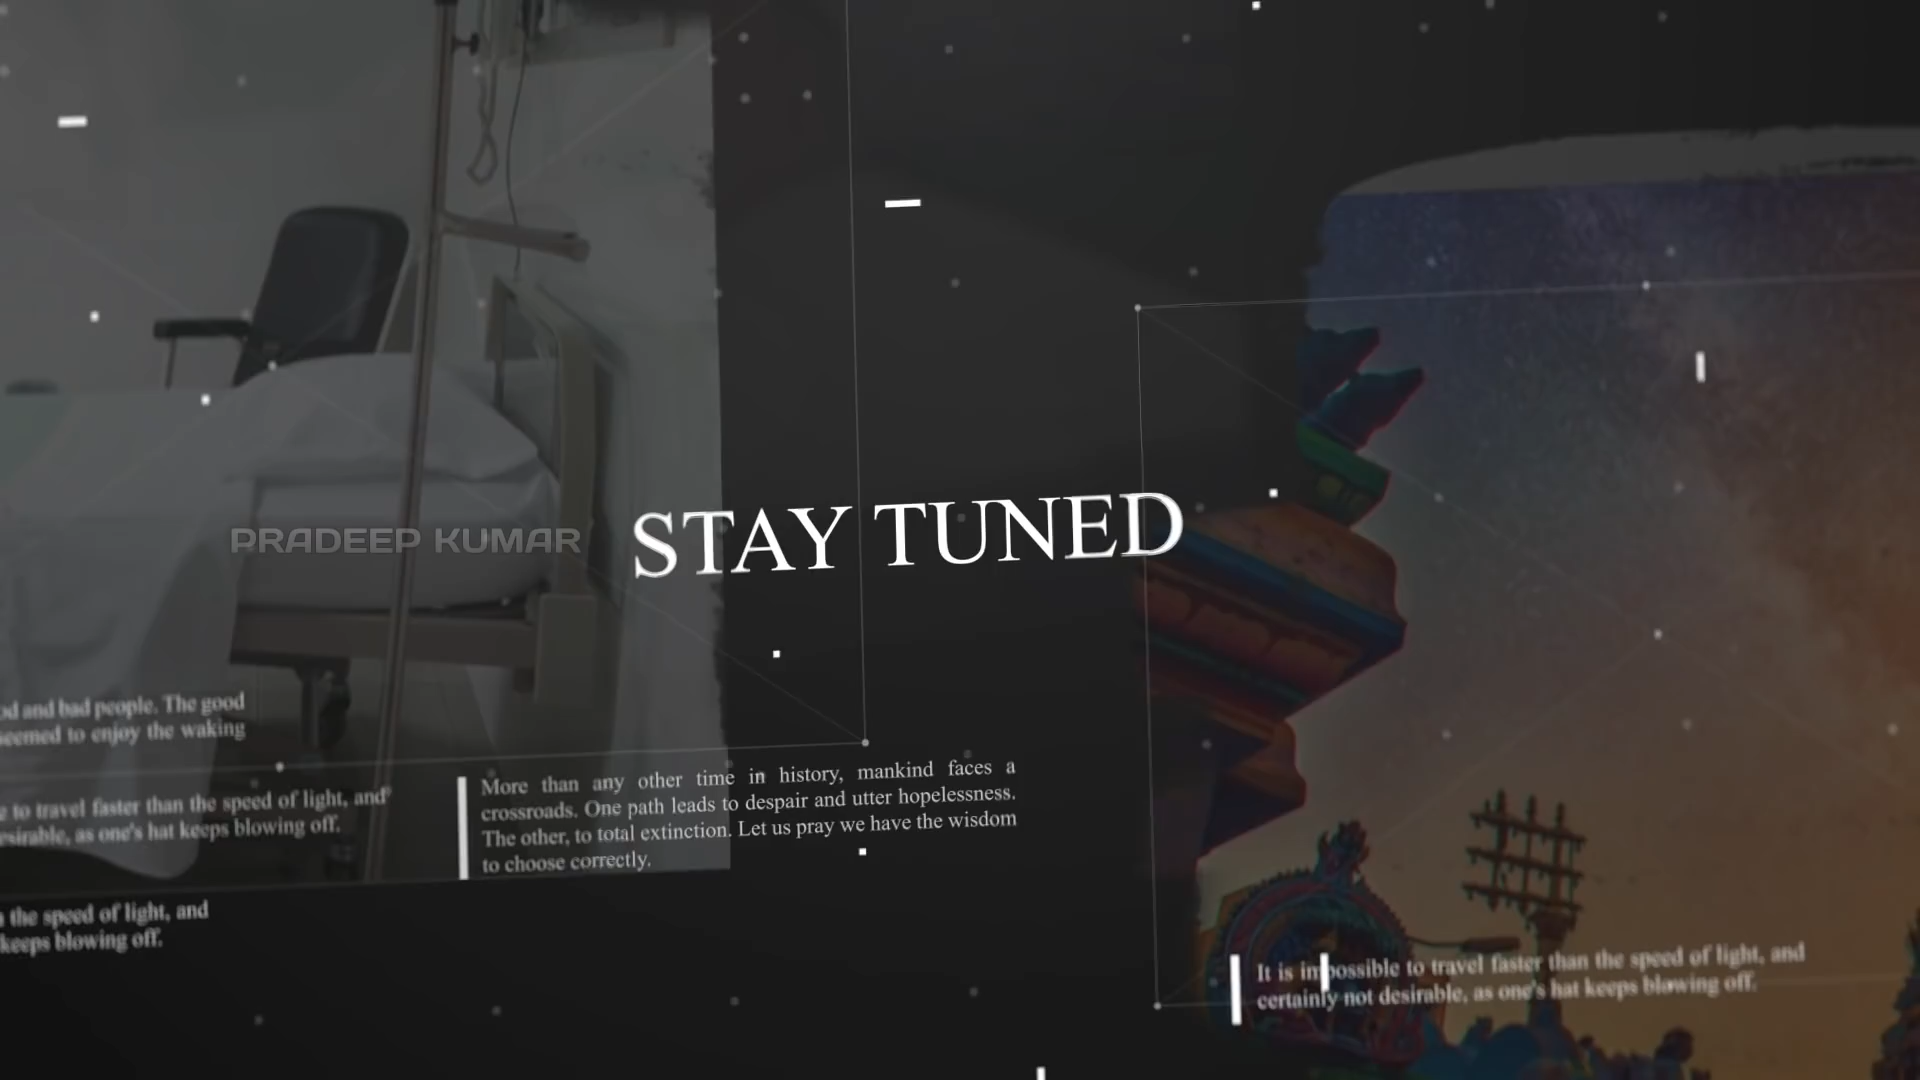 PRADEEP KUMAR
STAY TUNED
and bad people. The good
to enjoy the waking
to travel faster than the speed of light, and
as one's hat keeps blowing off.
More than any other time in history, mankind faces a
crossroads. One path leads to despair and utter hopelessness.
The other, to total extinction. Let us pray we have the wisdom
to choose correctly.
the speed of light, and
keeps blowing off.
It is impossible to travel faster than the speed of light, and
certainly not desirable, as one's hat keeps blowing off.